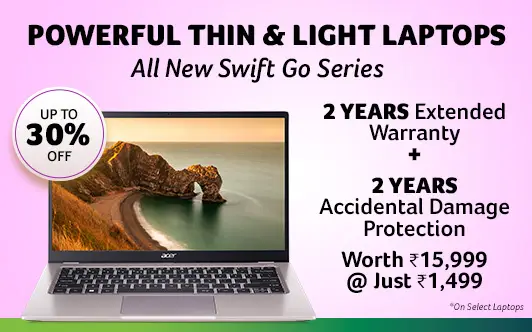 POWERFUL THIN & LIGHT LAPTOPS
All New Swift Go Series
UP TO
30%
OFF
2 YEARS Extended
Warranty
+
2 YEARS
Accidental Damage
Protection
Worth ₹15,999
@ Just ₹1,499
acer
*On Select Laptops